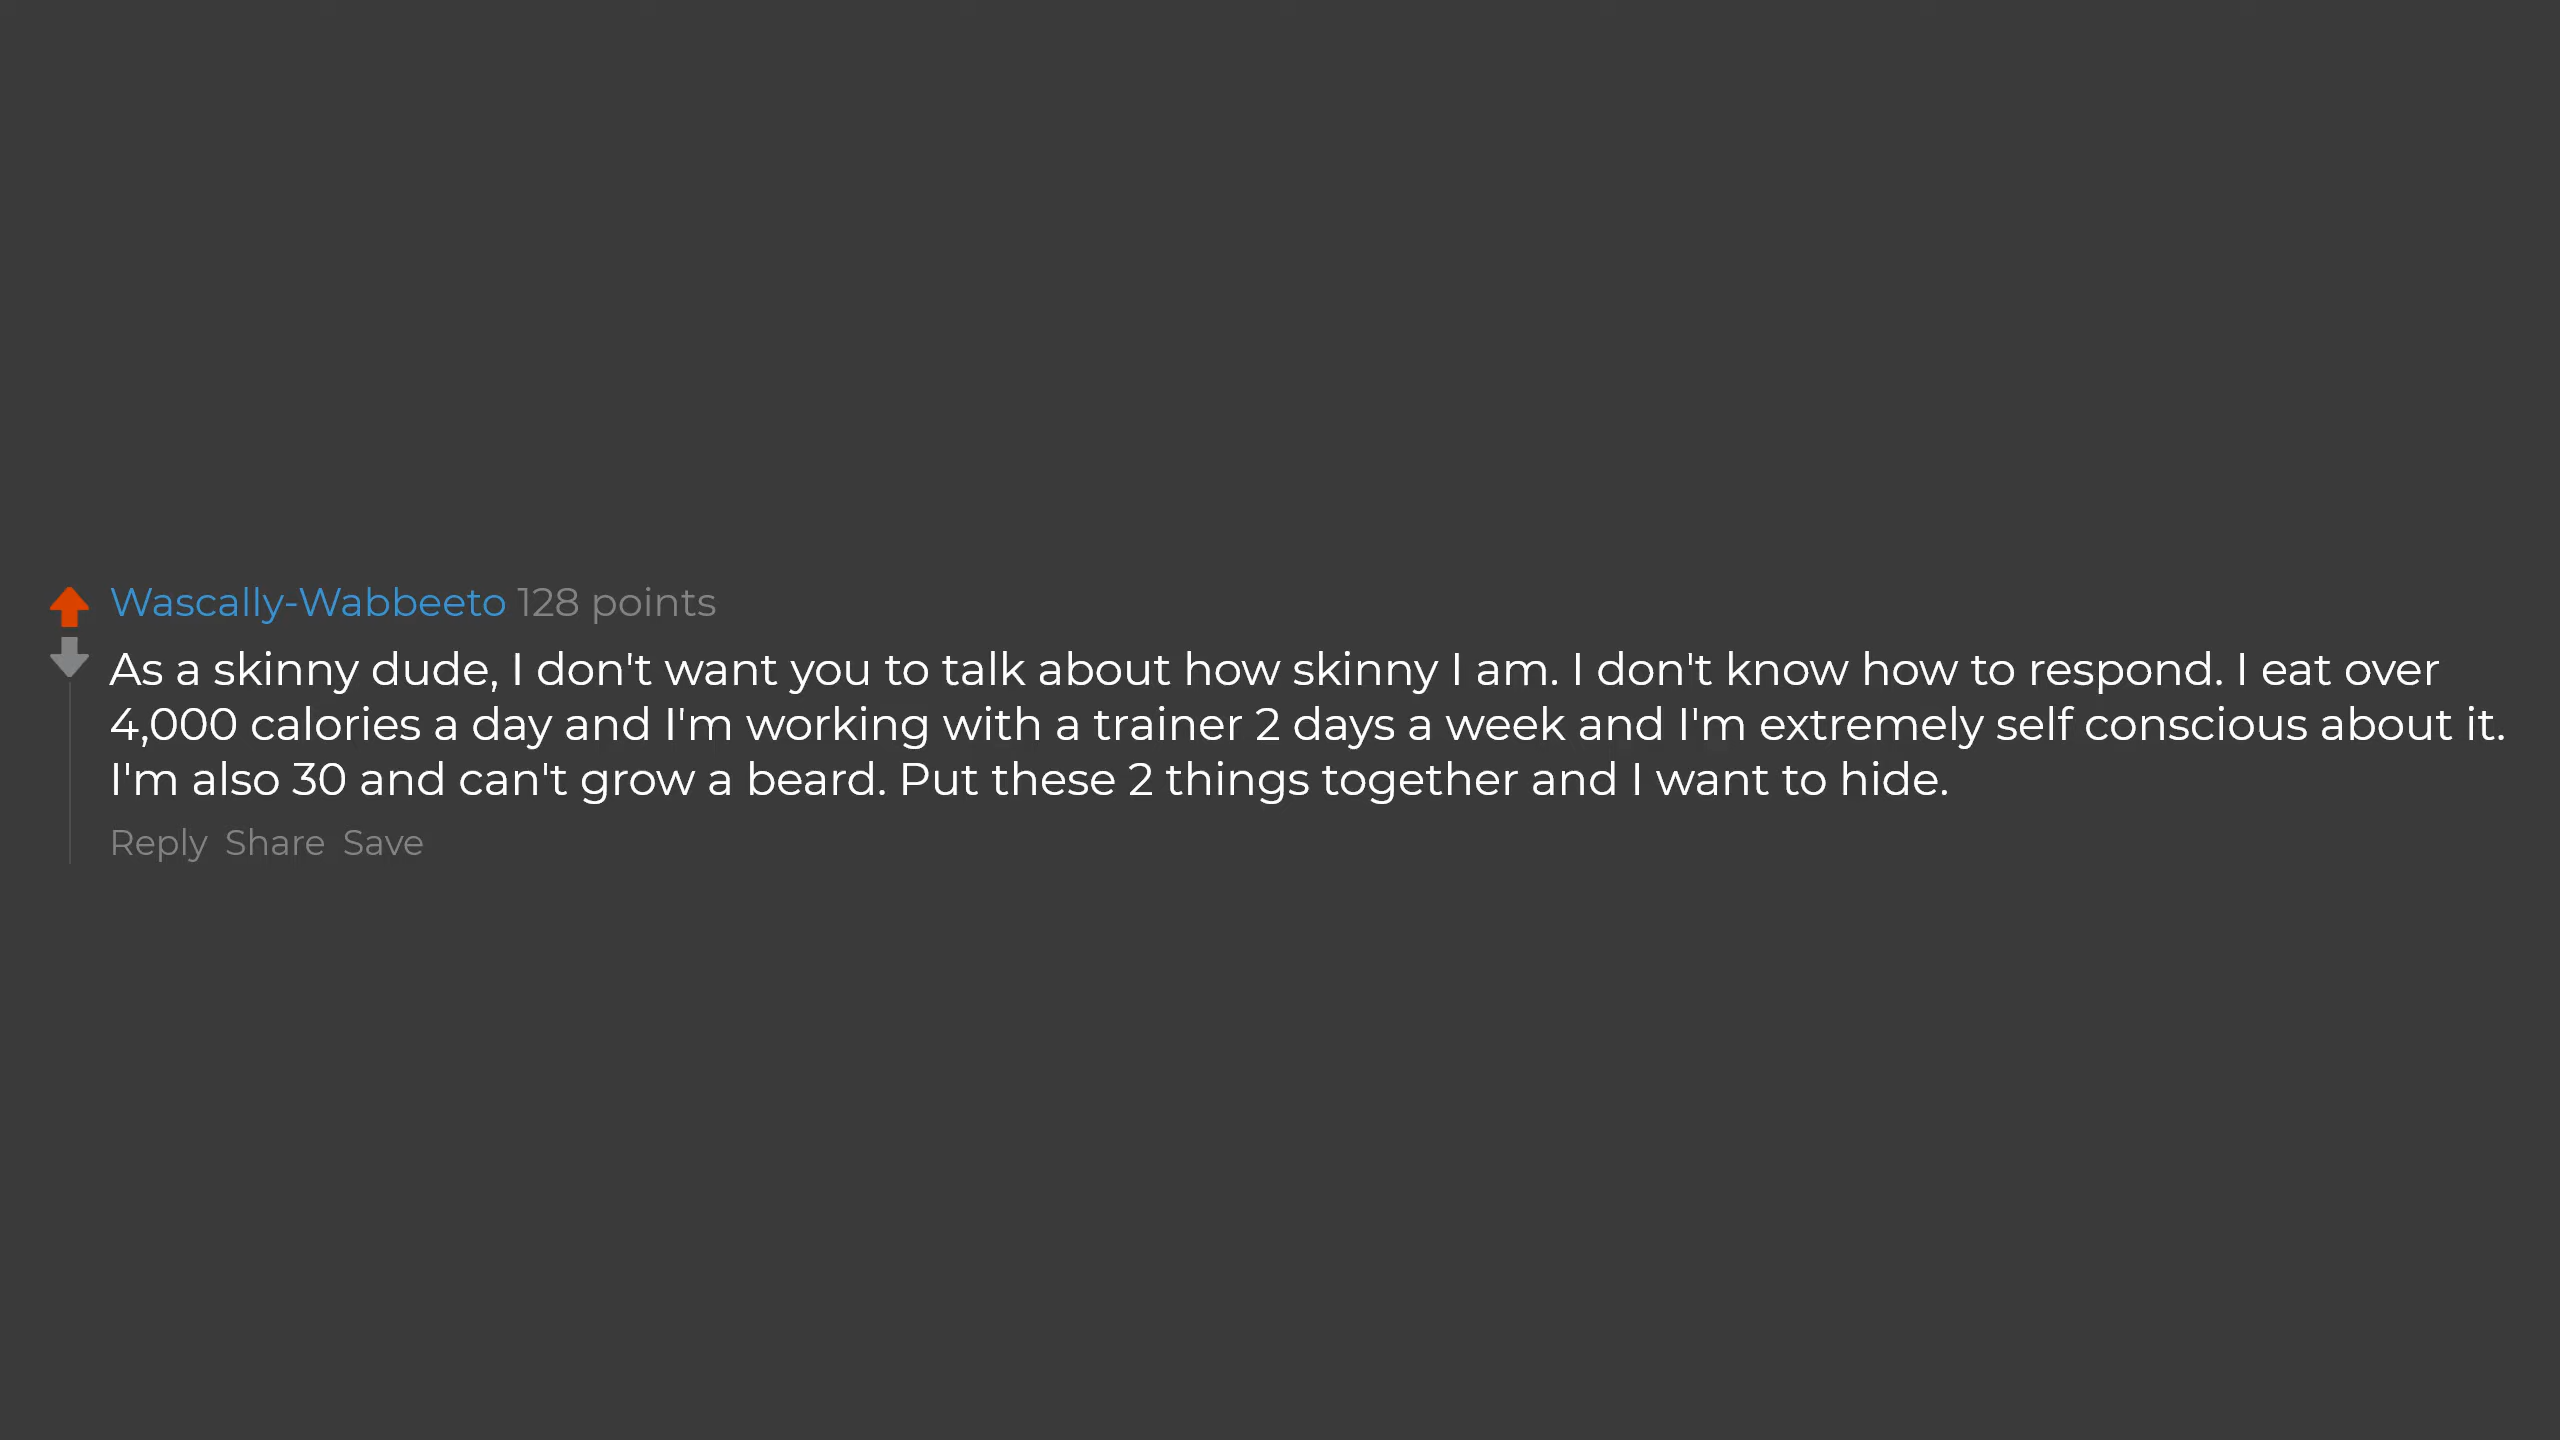 Wascally-Wabbeeto 128 points
As a skinny dude, I don't want you to talk about how skinny I am. I don't know how to respond. I eat over
4,000 calories a day and I'm working with a trainer 2 days a week and I'm extremely self conscious about it.
I'm also 30 and can't grow a beard. Put these 2 things together and I want to hide.
Reply Share Save